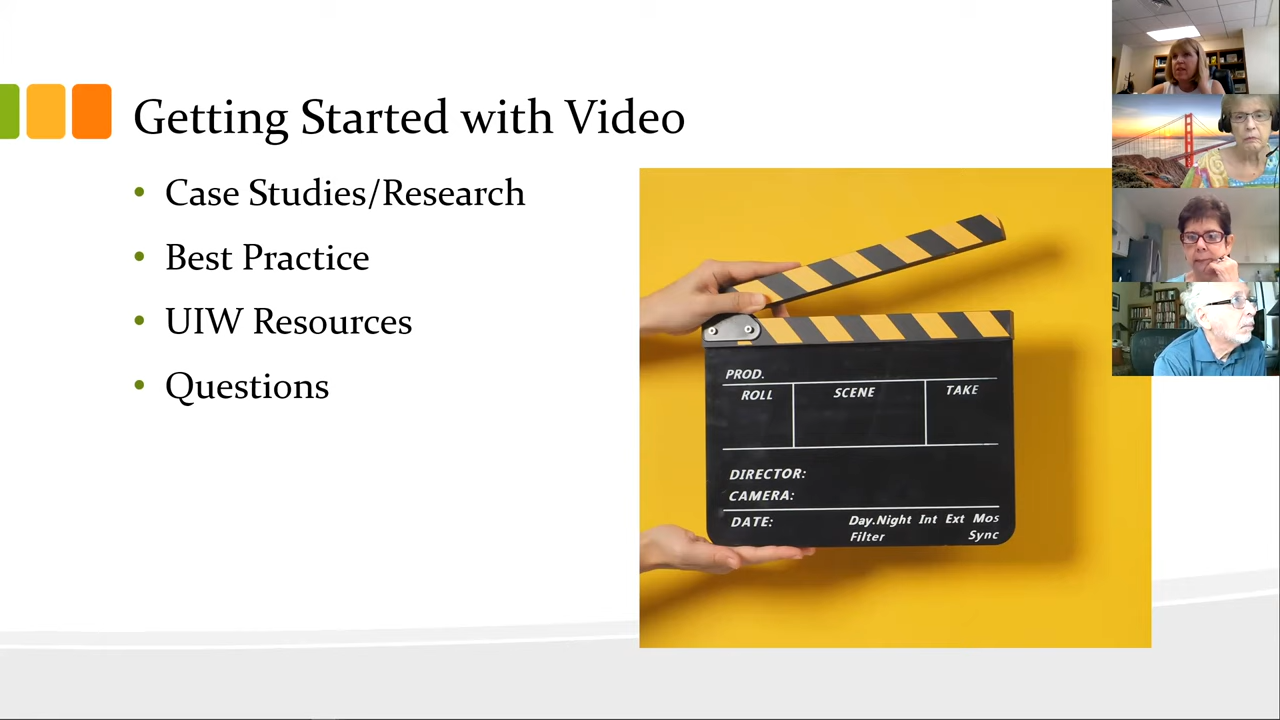 Getting Started with Video
• Case Studies/Research
• Best Practice
• UIW Resources
• Questions
PROD.
ROLL SCENE TAKE
DIRECTOR:
CAMERA:
DATE: Day.Night Int Ext Mos
Filter Sync